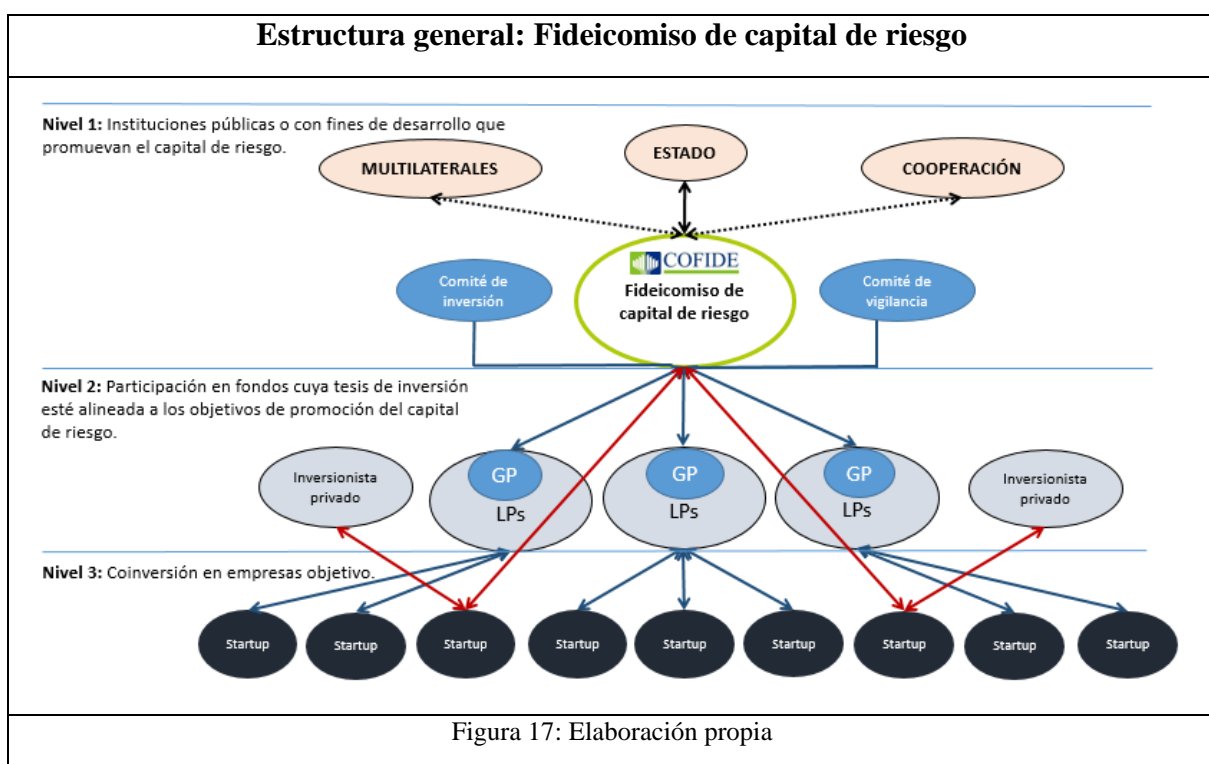 Estructura general: Fideicomiso de capital de riesgo
Nivel 1: Instituciones públicas o con fines de desarrollo que
promuevan el capital de riesgo.
MULTILATERALES
ESTADO
COOPERACIÓN
COFIDE
Fideicomiso de
capital de riesgo
Comité de
inversión
Comité de
vigilancia
Nivel 2: Participación en fondos cuya tesis de inversión
esté alineada a los objetivos de promoción del capital
de riesgo.
Inversionista
privado
GP
LPs
GP
LPs
GP
LPs
Inversionista
privado
Nivel 3: Coinversión en empresas objetivo.
Startup
Startup
Startup
Startup
Startup
Startup
Startup
Startup
Startup
Figura 17: Elaboración propia